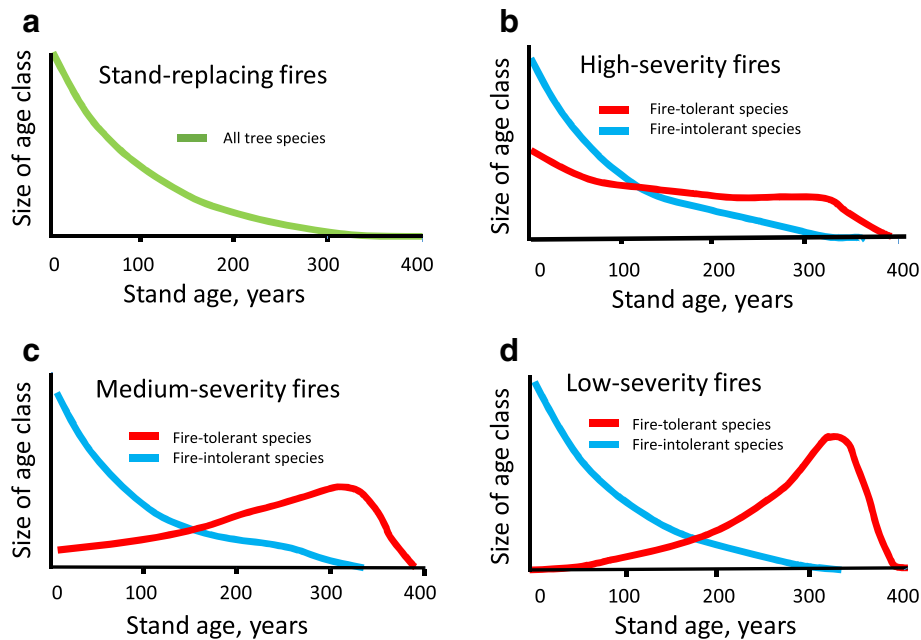 a
Size of age class
Stand-replacing fires
All tree species
0 100 200 300 400
Stand age, years
b
Size of age class
High-severity fires
Fire-tolerant species
Fire-intolerant species
0 100 200 300 400
Stand age, years
c
Size of age class
Medium-severity fires
Fire-tolerant species
Fire-intolerant species
0 100 200 300 400
Stand age, years
d
Size of age class
Low-severity fires
Fire-tolerant species
Fire-intolerant species
0 100 200 300 400
Stand age, years